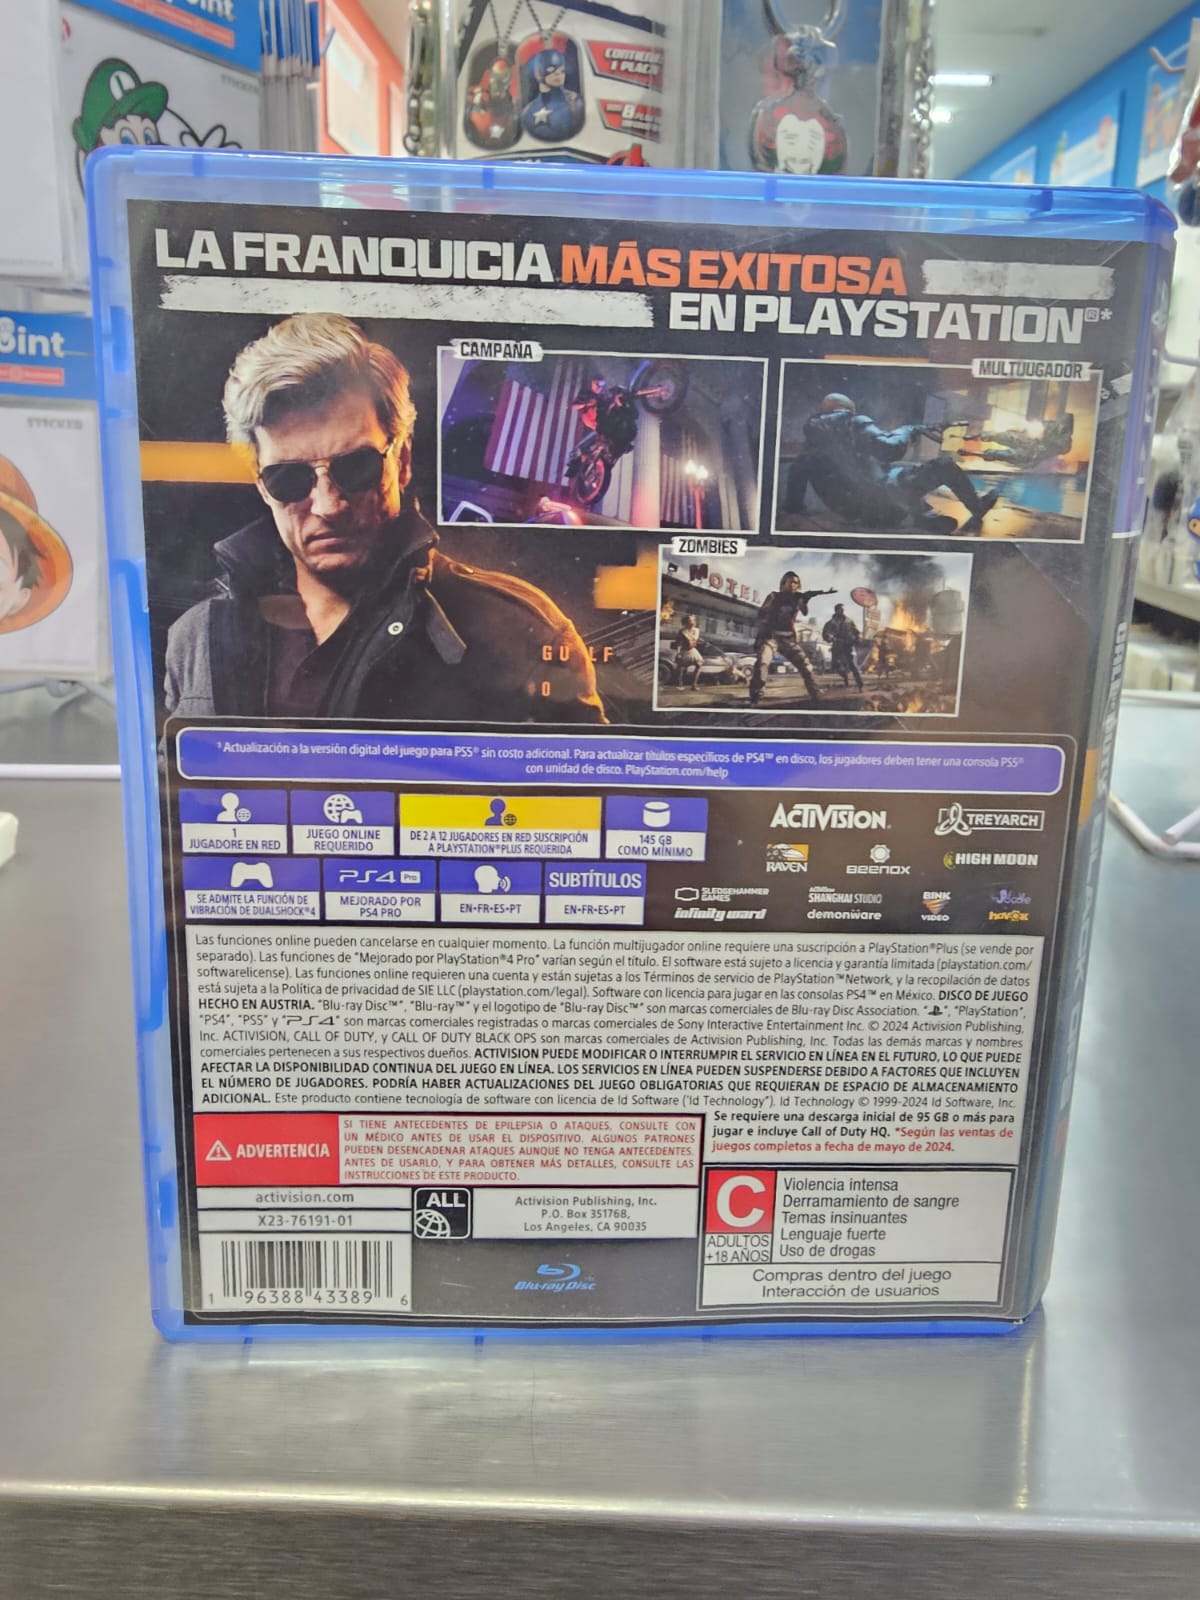 Point
STICKER
CONTIENE
1 PLACA
Point
STICKER
LA FRANQUICIA MÁS EXITOSA
EN PLAYSTATION®*
CAMPAÑA
MULTIJUGADOR
ZOMBIES
MOTEL
GU LF
O
¹ Actualización a la versión digital del juego para PS5® sin costo adicional. Para actualizar títulos específicos de PS4™ en disco, los jugadores deben tener una consola PS5®
con unidad de disco. PlayStation.com/help
1
JUGADORE EN RED
JUEGO ONLINE
REQUERIDO
DE 2 A 12 JUGADORES EN RED SUSCRIPCIÓN
A PLAYSTATION®PLUS REQUERIDA
145 GB
COMO MÍNIMO
SE ADMITE LA FUNCIÓN DE
VIBRACIÓN DE DUALSHOCK®4
PS4 Pro
MEJORADO POR
PS4 PRO
EN•FR•ES•PT
SUBTÍTULOS
EN•FR•ES•PT
ACTIVISION.
TREYARCH
RAVEN
BEENOX
HIGH MOON
SLEDGEHAMMER
GAMES
ACTIVISION
SHANGHAI STUDIO
BINK
VIDEO
infinity ward
demonware
havok
Las funciones online pueden cancelarse en cualquier momento. La función multijugador online requiere una suscripción a PlayStation®Plus (se vende por
separado). Las funciones de "Mejorado por PlayStation®4 Pro" varían según el título. El software está sujeto a licencia y garantía limitada (playstation.com/
softwarelicense). Las funciones online requieren una cuenta y están sujetas a los Términos de servicio de PlayStation™Network, y la recopilación de datos
está sujeta a la Política de privacidad de SIE LLC (playstation.com/legal). Software con licencia para jugar en las consolas PS4™ en México. DISCO DE JUEGO
HECHO EN AUSTRIA. "Blu-ray Disc™", "Blu-ray™" y el logotipo de "Blu-ray Disc™" son marcas comerciales de Blu-ray Disc Association. "PS", "PlayStation",
"PS4", "PS5" y "PS4" son marcas comerciales registradas o marcas comerciales de Sony Interactive Entertainment Inc. © 2024 Activision Publishing,
Inc. ACTIVISION, CALL OF DUTY, y CALL OF DUTY BLACK OPS son marcas comerciales de Activision Publishing, Inc. Todas las demás marcas y nombres
comerciales pertenecen a sus respectivos dueños. ACTIVISION PUEDE MODIFICAR O INTERRUMPIR EL SERVICIO EN LÍNEA EN EL FUTURO, LO QUE PUEDE
AFECTAR LA DISPONIBILIDAD CONTINUA DEL JUEGO EN LÍNEA. LOS SERVICIOS EN LÍNEA PUEDEN SUSPENDERSE DEBIDO A FACTORES QUE INCLUYEN
EL NÚMERO DE JUGADORES. PODRÍA HABER ACTUALIZACIONES DEL JUEGO OBLIGATORIAS QUE REQUIERAN DE ESPACIO DE ALMACENAMIENTO
ADICIONAL. Este producto contiene tecnología de software con licencia de Id Software ('Id Technology"). Id Technology © 1999-2024 Id Software, Inc.
ADVERTENCIA
SI TIENE ANTECEDENTES DE EPILEPSIA O ATAQUES, CONSULTE CON
UN MÉDICO ANTES DE USAR EL DISPOSITIVO. ALGUNOS PATRONES
PUEDEN DESENCADENAR ATAQUES AUNQUE NO TENGA ANTECEDENTES.
ANTES DE USARLO, Y PARA OBTENER MÁS DETALLES, CONSULTE LAS
INSTRUCCIONES DE ESTE PRODUCTO.
Se requiere una descarga inicial de 95 GB o más para
jugar e incluye Call of Duty HQ. *Según las ventas de
juegos completos a fecha de mayo de 2024.
activision.com
X23-76191-01
ALL
Activision Publishing, Inc.
P.O. Box 351768,
Los Angeles, CA 90035
C
ADULTOS
+18 AÑOS
Violencia intensa
Derramamiento de sangre
Temas insinuantes
Lenguaje fuerte
Uso de drogas
Compras dentro del juego
Interacción de usuarios
1 96388 43389 6
Blu-ray Disc